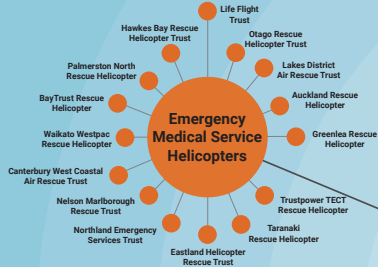 Life Flight
Trust
Hawkes Bay Rescue
Helicopter Trust
Otago Rescue
Helicopter Trust
Palmerston North
Rescue Helicopter
Lakes District
Air Rescue Trust
BayTrust Rescue
Helicopter
Auckland Rescue
Helicopter
Emergency
Medical Service
Helicopters
Waikato Westpac
Rescue Helicopter
Greenlea Rescue
Helicopter
Canterbury West Coastal
Air Rescue Trust
Nelson Marlborough
Rescue Trust
Trustpower TECT
Rescue Helicopter
Northland Emergency
Services Trust
Taranaki
Rescue Helicopter
Eastland Helicopter
Rescue Trust